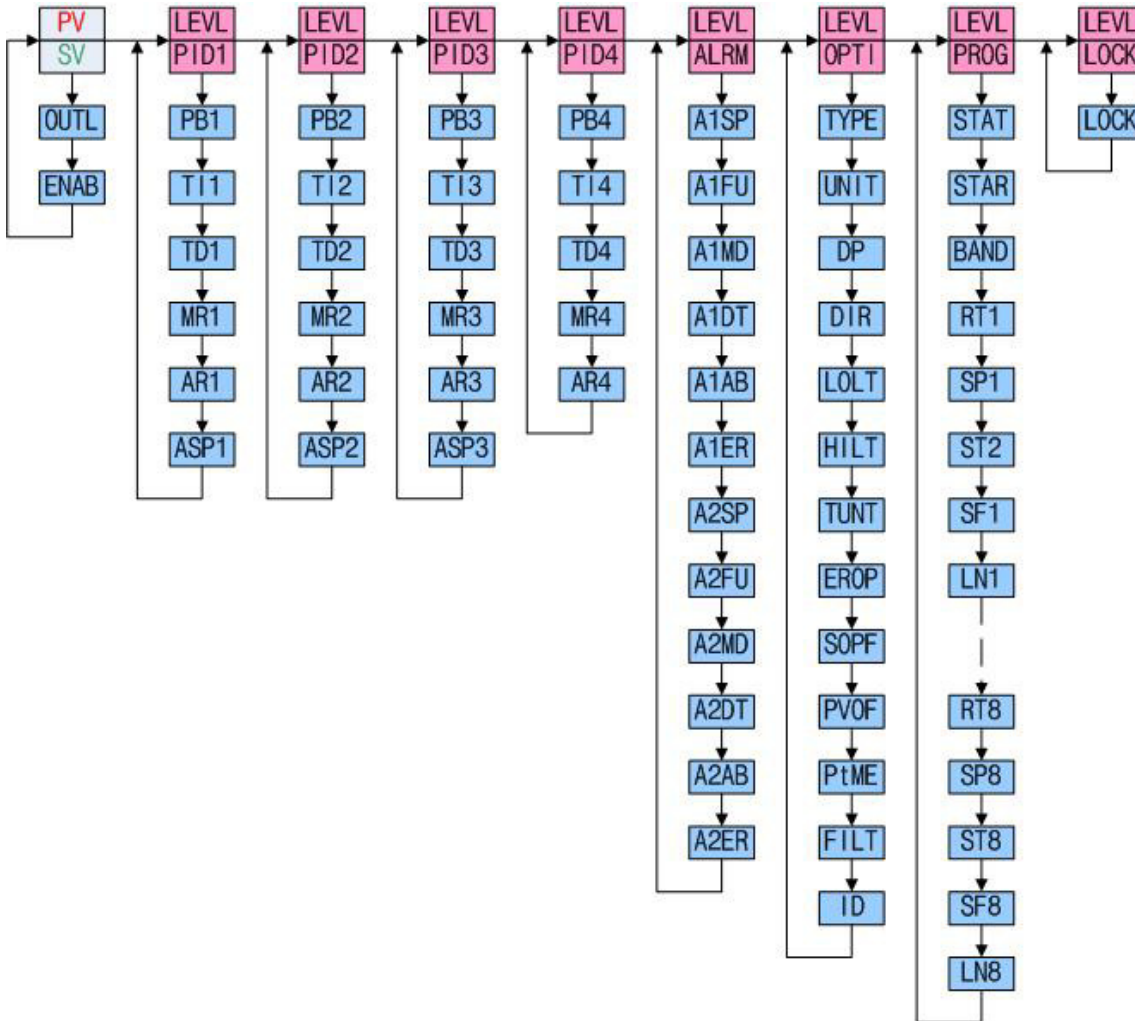 PV
SV
OUTL
ENAB
LEVL
PID1
PB1
TI1
TD1
MR1
AR1
ASP1
LEVL
PID2
PB2
TI2
TD2
MR2
AR2
ASP2
LEVL
PID3
PB3
TI3
TD3
MR3
AR3
ASP3
LEVL
PID4
PB4
TI4
TD4
MR4
AR4
LEVL
ALRM
A1SP
A1FU
A1MD
A1DT
A1AB
A1ER
A2SP
A2FU
A2MD
A2DT
A2AB
A2ER
LEVL
OPTI
TYPE
UNIT
DP
DIR
LOLT
HILT
TUNT
EROP
SOPF
PVOF
PtME
FILT
ID
LEVL
PROG
STAT
STAR
BAND
RT1
SP1
ST2
SF1
LN1
RT8
SP8
ST8
SF8
LN8
LEVL
LOCK
LOCK